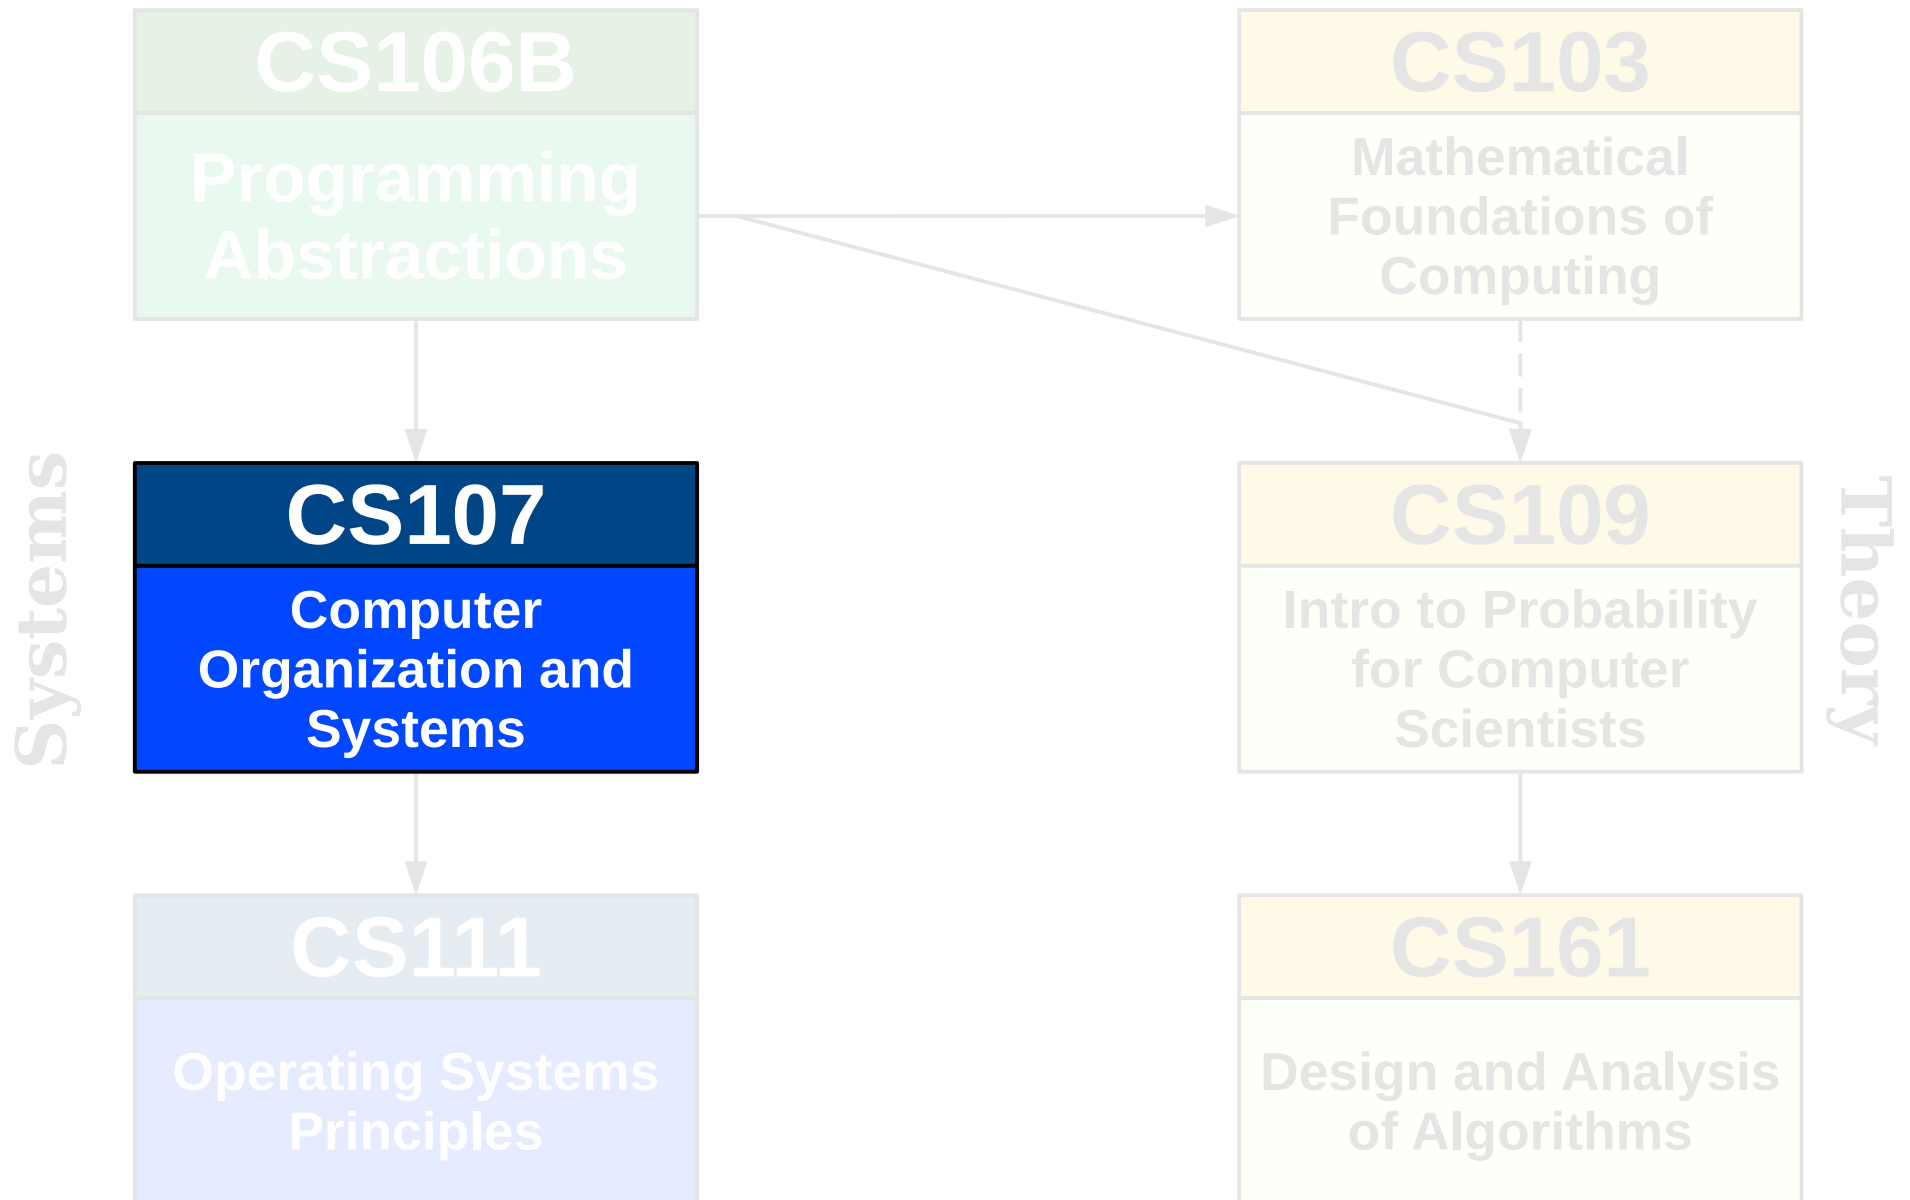 CS106B
Programming
Abstractions
CS103
Mathematical
Foundations of
Computing
Systems
CS107
Computer
Organization and
Systems
CS109
Intro to Probability
for Computer
Scientists
Theory
CS111
Operating Systems
Principles
CS161
Design and Analysis
of Algorithms